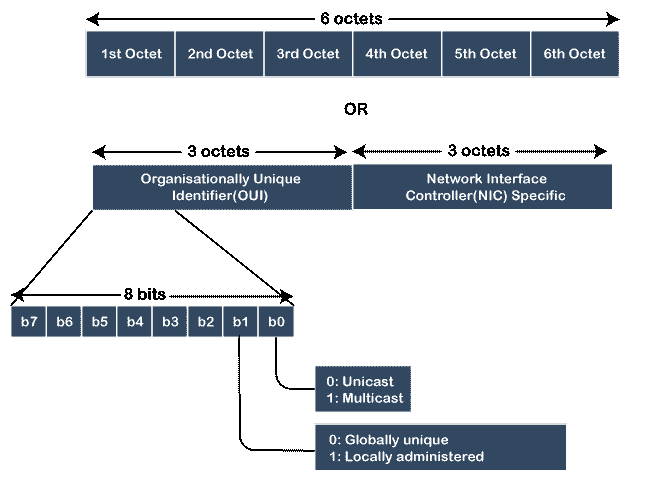 6 octets
1st Octet 2nd Octet 3rd Octet 4th Octet 5th Octet 6th Octet
OR
3 octets 3 octets
Organisationally Unique
Identifier(OUI)
Network Interface
Controller(NIC) Specific
8 bits
b7 b6 b5 b4 b3 b2 b1 b0
0: Unicast
1: Multicast
0: Globally unique
1: Locally administered